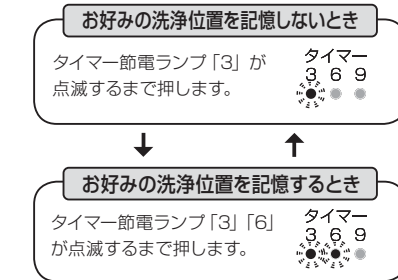 お好みの洗浄位置を記憶しないとき
タイマー節電ランプ「3」が
点滅するまで押します。
タイマー
3 6 9
お好みの洗浄位置を記憶するとき
タイマー節電ランプ「3」「6」
が点滅するまで押します。
タイマー
3 6 9